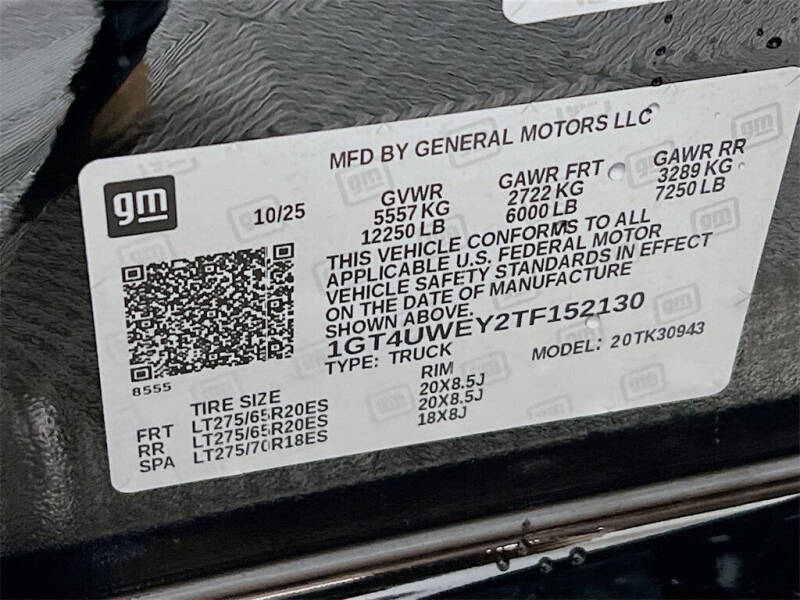 MFD BY GENERAL MOTORS LLC
gm
10/25
GVWR
5557 KG
12250 LB
GAWR FRT
2722 KG
6000 LB
GAWR RR
3289 KG
7250 LB
THIS VEHICLE CONFORMS TO ALL
APPLICABLE U.S. FEDERAL MOTOR
VEHICLE SAFETY STANDARDS IN EFFECT
ON THE DATE OF MANUFACTURE
SHOWN ABOVE.
1GT4UWEY2TF152130
TYPE: TRUCK
MODEL: 20TK30943
8555
TIRE SIZE RIM
FRT LT275/65R20ES 20X8.5J
RR LT275/65R20ES 20X8.5J
SPA LT275/70R18ES 18X8J